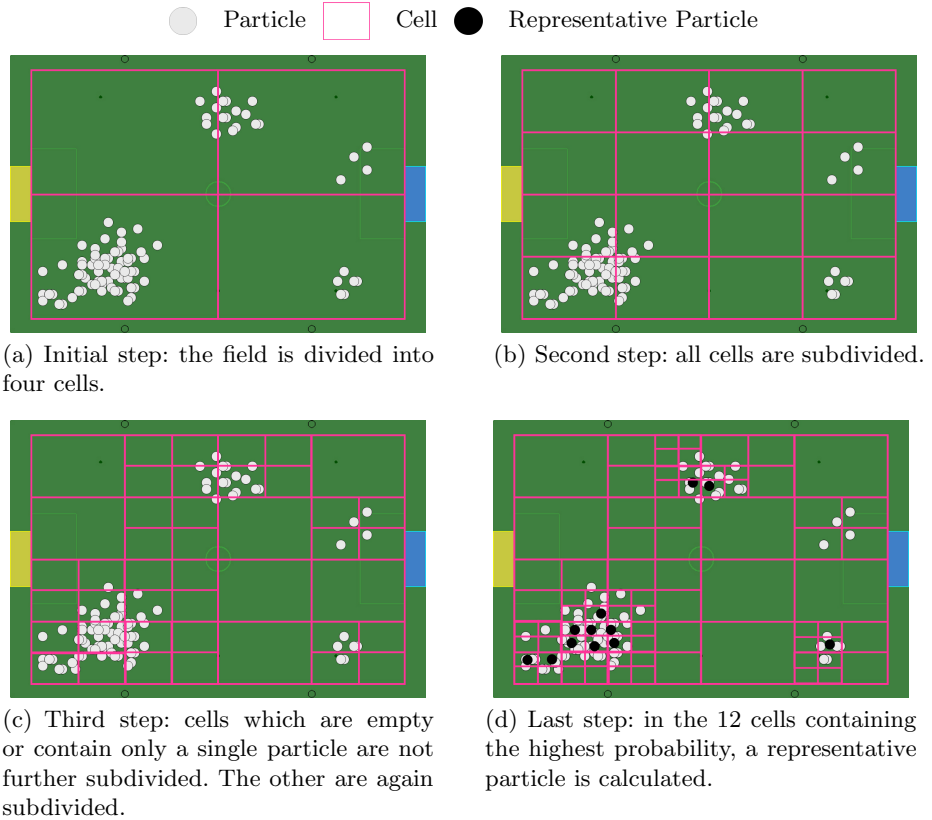 Particle Cell Representative Particle
(a) Initial step: the field is divided into
four cells.
(b) Second step: all cells are subdivided.
(c) Third step: cells which are empty
or contain only a single particle are not
further subdivided. The other are again
subdivided.
(d) Last step: in the 12 cells containing
the highest probability, a representative
particle is calculated.